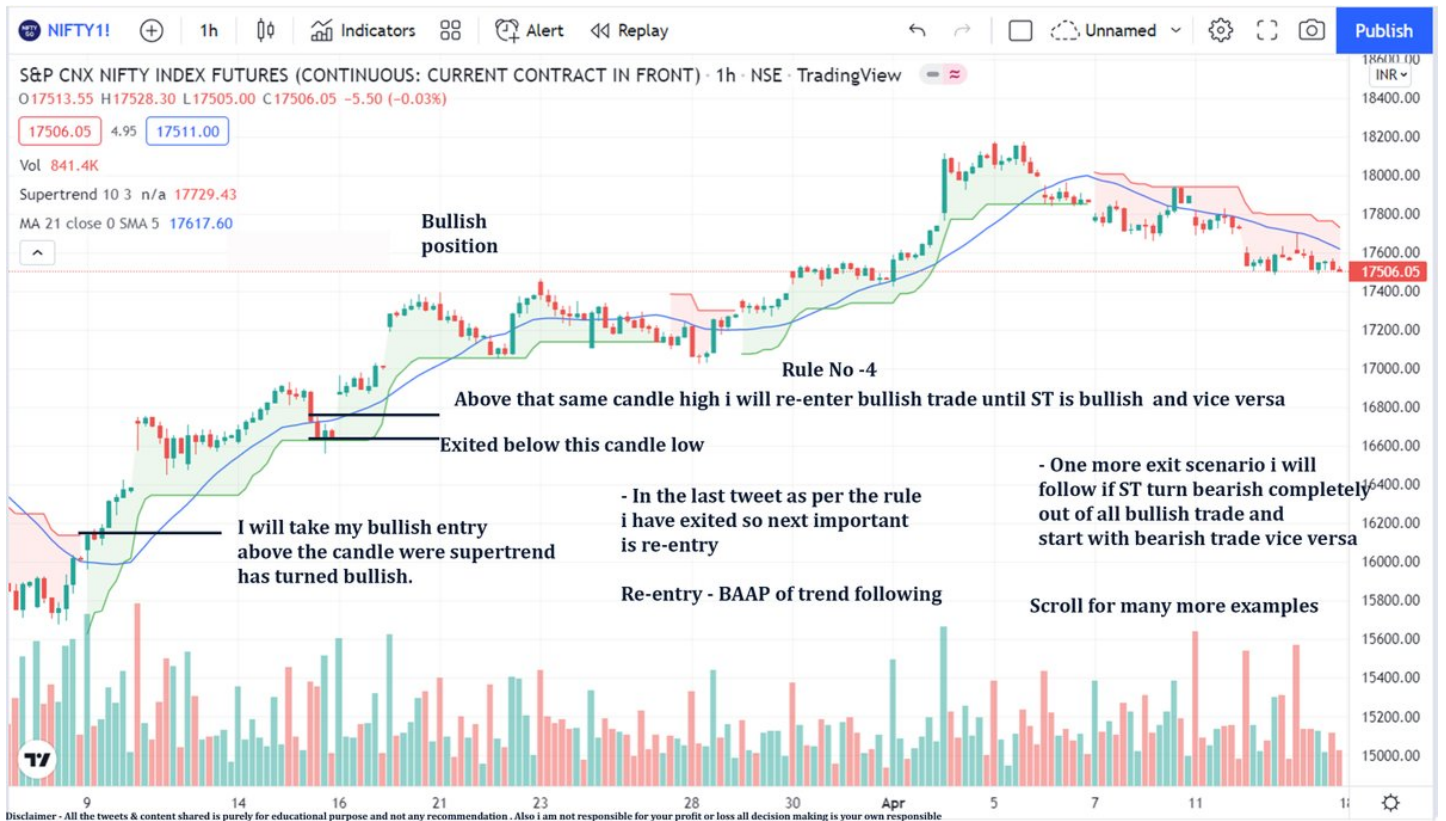 NIFTY 50 NIFTY1! 1h Indicators Alert Replay Unnamed Publish
S&P CNX NIFTY INDEX FUTURES (CONTINUOUS: CURRENT CONTRACT IN FRONT) · 1h · NSE · TradingView
O17513.55 H17528.30 L17505.00 C17506.05 −5.50 (−0.03%)
17506.05 4.95 17511.00
Vol 841.4K
Supertrend 10 3 n/a 17729.43
MA 21 close 0 SMA 5 17617.60
Bullish
position
Rule No -4
Above that same candle high i will re-enter bullish trade until ST is bullish and vice versa
Exited below this candle low
I will take my bullish entry
above the candle were supertrend
has turned bullish.
- In the last tweet as per the rule
i have exited so next important
is re-entry
Re-entry - BAAP of trend following
- One more exit scenario i will
follow if ST turn bearish completely
out of all bullish trade and
start with bearish trade vice versa
Scroll for many more examples
18600.00
INR
18400.00
18200.00
18000.00
17800.00
17600.00
17506.05
17400.00
17200.00
17000.00
16800.00
16600.00
16400.00
16200.00
16000.00
15800.00
15600.00
15400.00
15200.00
15000.00
9 14 16 21 23 28 30 Apr 5 7 11 18
Disclaimer - All the tweets & content shared is purely for educational purpose and not any recommendation . Also i am not responsible for your profit or loss all decision making is your own responsible